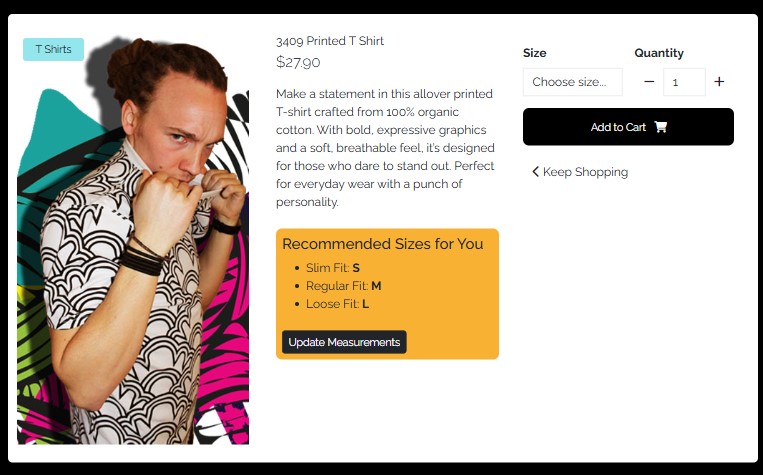 T Shirts
3409 Printed T Shirt
$27.90
Make a statement in this allover printed
T-shirt crafted from 100% organic
cotton. With bold, expressive graphics
and a soft, breathable feel, it's designed
for those who dare to stand out. Perfect
for everyday wear with a punch of
personality.
Recommended Sizes for You
Slim Fit: S
Regular Fit: M
Loose Fit: L
Update Measurements
Size
Quantity
Choose size...
1
Add to Cart
Keep Shopping